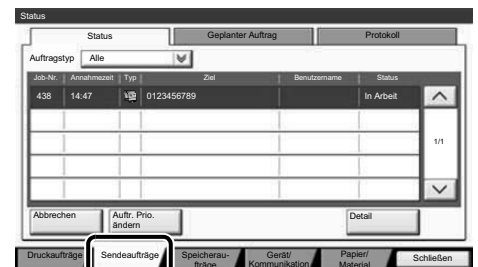 Status
Status
Geplanter Auftrag
Protokoll
Auftragstyp
Alle
Job-Nr. Annahmezeit Typ Ziel Benutzername Status
438 14:47 0123456789 In Arbeit
1/1
Abbrechen
Auftr. Prio.
ändern
Detail
Druckaufträge
Sendeaufträge
Speicherau-
fträge
Gerät/
Kommunikation
Papier/
Material
Schließen